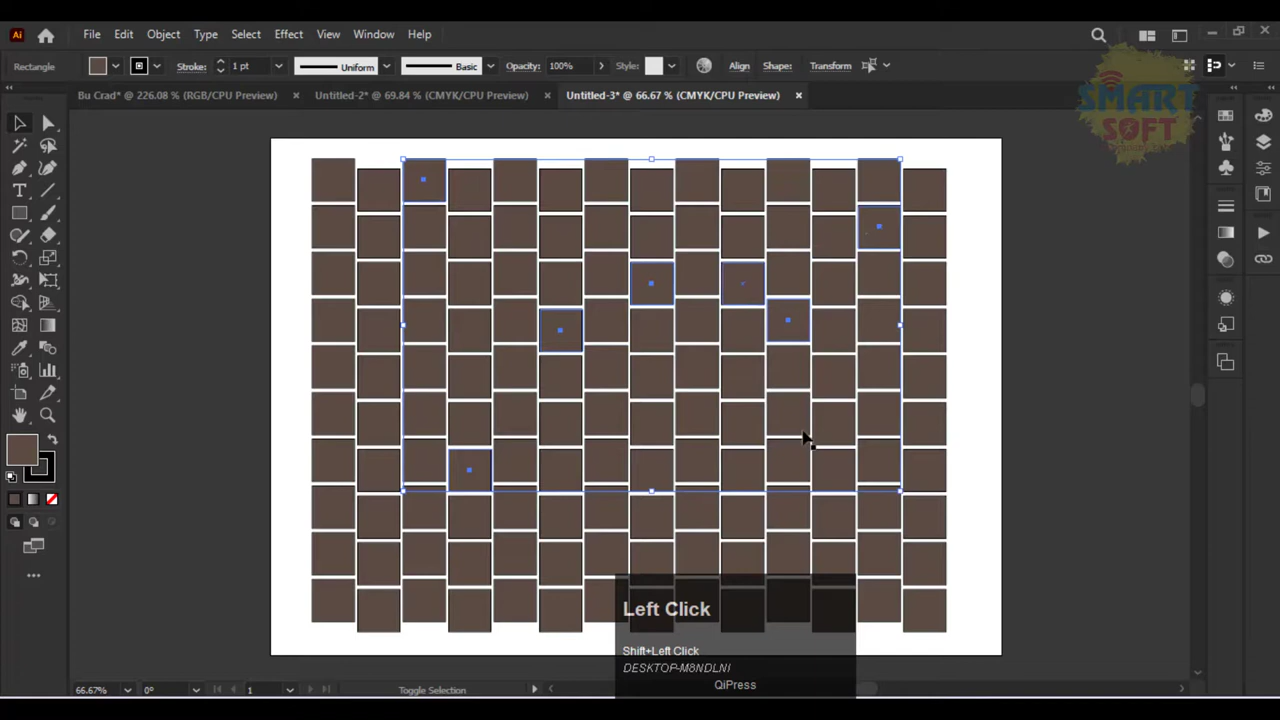 Ai
File Edit Object Type Select Effect View Window Help
Rectangle Stroke: 1 pt Uniform Basic Opacity: 100% Style: Align Shape: Transform
Bu Crad* @ 226.08 % (RGB/CPU Preview) × Untitled-2* @ 69.84 % (CMYK/CPU Preview) × Untitled-3* @ 66.67 % (CMYK/CPU Preview) ×
SMART
SOFT
Left Click
Shift+Left Click
DESKTOP-M8NDLNI
QiPress
66.67% 0° 1 Toggle Selection